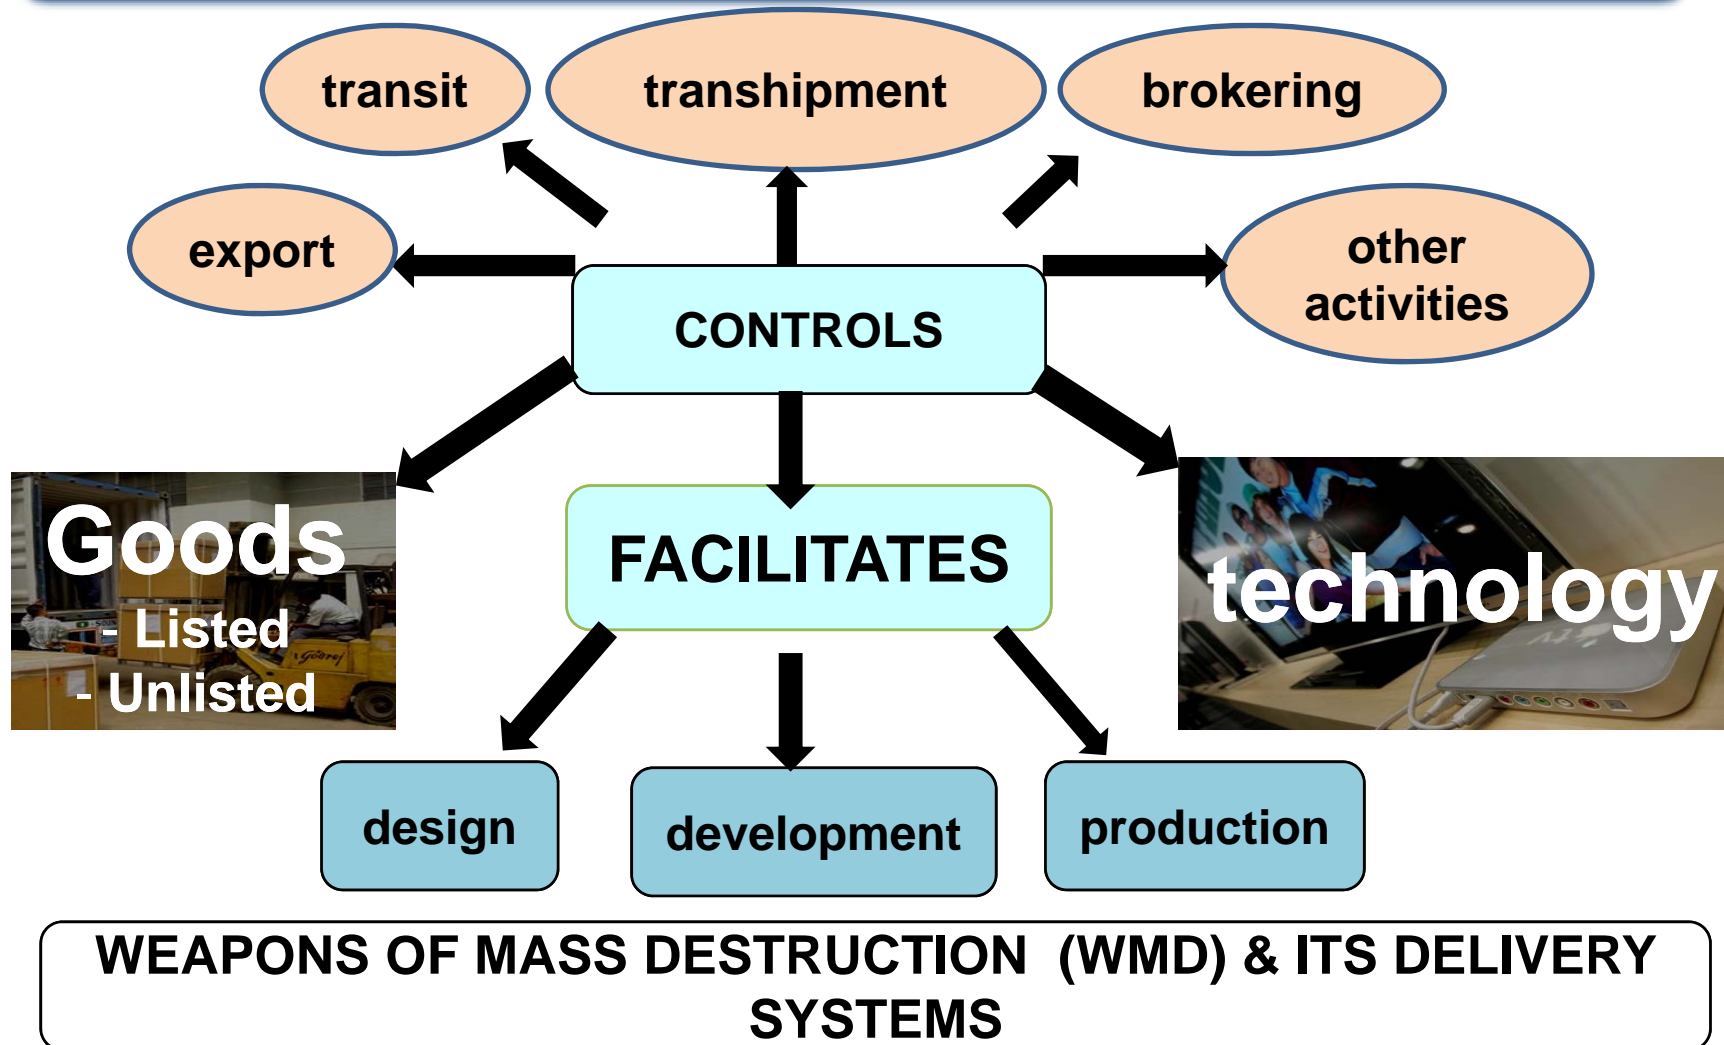 transit
transhipment
brokering
export
other
activities
CONTROLS
Goods
- Listed
- Unlisted
FACILITATES
technology
Godrej
design
development
production
WEAPONS OF MASS DESTRUCTION (WMD) & ITS DELIVERY
SYSTEMS